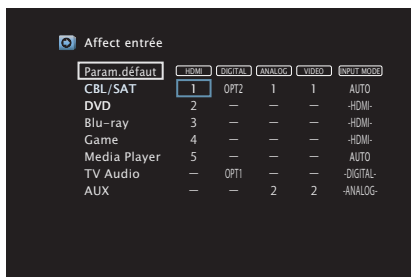 Affect entrée
Param.défaut HDMI DIGITAL ANALOG VIDEO INPUT MODE
CBL/SAT 1 OPT2 1 1 AUTO
DVD 2 — — — -HDMI-
Blu-ray 3 — — — -HDMI-
Game 4 — — — -HDMI-
Media Player 5 — — — AUTO
TV Audio — OPT1 — — -DIGITAL-
AUX — — 2 2 -ANALOG-